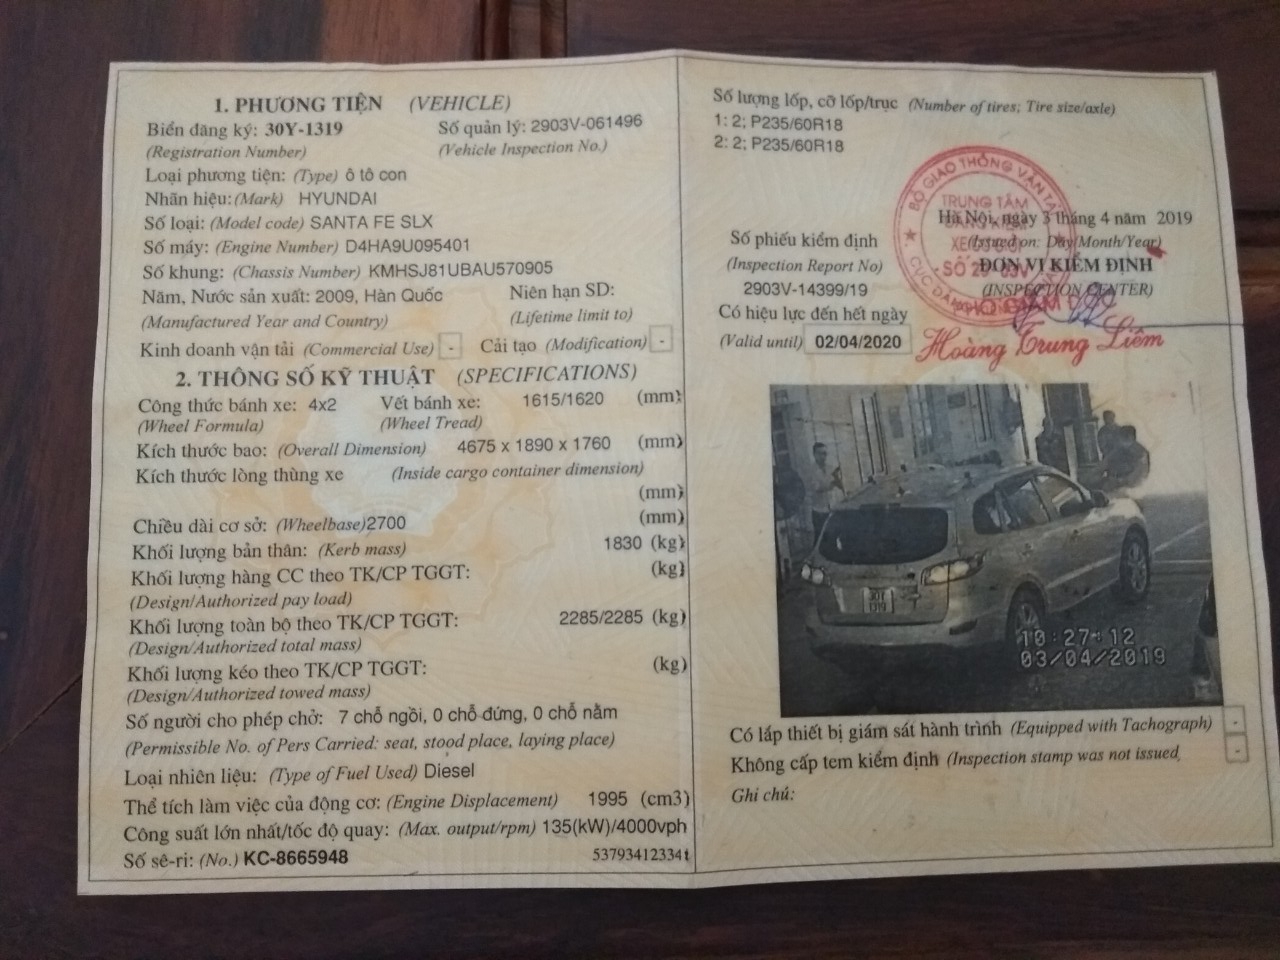 1. PHƯƠNG TIỆN (VEHICLE)
Biển đăng ký: 30Y-1319 Số quản lý: 2903V-061496
(Registration Number) (Vehicle Inspection No.)
Loại phương tiện: (Type) ô tô con
Nhãn hiệu: (Mark) HYUNDAI
Số loại: (Model code) SANTA FE SLX
Số máy: (Engine Number) D4HA9U095401
Số khung: (Chassis Number) KMHSJ81UBAU570905
Năm, Nước sản xuất: 2009, Hàn Quốc Niên hạn SD:
(Manufactured Year and Country) (Lifetime limit to)
Kinh doanh vận tải (Commercial Use) - Cải tạo (Modification) -
2. THÔNG SỐ KỸ THUẬT (SPECIFICATIONS)
Công thức bánh xe: 4x2 Vết bánh xe: 1615/1620 (mm)
(Wheel Formula) (Wheel Tread)
Kích thước bao: (Overall Dimension) 4675 x 1890 x 1760 (mm)
Kích thước lòng thùng xe (Inside cargo container dimension)
(mm)
Chiều dài cơ sở: (Wheelbase)2700 (mm)
Khối lượng bản thân: (Kerb mass) 1830 (kg)
Khối lượng hàng CC theo TK/CP TGGT: (kg)
(Design/Authorized pay load)
Khối lượng toàn bộ theo TK/CP TGGT: 2285/2285 (kg)
(Design/Authorized total mass)
Khối lượng kéo theo TK/CP TGGT: (kg)
(Design/Authorized towed mass)
Số người cho phép chở: 7 chỗ ngồi, 0 chỗ đứng, 0 chỗ nằm
(Permissible No. of Pers Carried: seat, stood place, laying place)
Loại nhiên liệu: (Type of Fuel Used) Diesel
Thể tích làm việc của động cơ: (Engine Displacement) 1995 (cm3)
Công suất lớn nhất/tốc độ quay: (Max. output/rpm) 135(kW)/4000vph
Số sê-ri: (No.) KC-8665948 53793412334t
Số lượng lốp, cỡ lốp/trục (Number of tires; Tire size/axle)
1: 2; P235/60R18
2: 2; P235/60R18
BỘ GIAO THÔNG VẬN TẢI
TRUNG TÂM
ĐĂNG KIỂM
Hà Nội, ngày 3 tháng 4 năm 2019
(Issued on: Day/Month/Year)
Số phiếu kiểm định
ĐƠN VỊ KIỂM ĐỊNH
(Inspection Report No) (INSPECTION CENTER)
2903V-14399/19
Có hiệu lực đến hết ngày
(Valid until) 02/04/2020
Hoàng Trung Liêm
30Y
1319
10:27:12
03/04/2019
Có lắp thiết bị giám sát hành trình (Equipped with Tachograph) -
Không cấp tem kiểm định (Inspection stamp was not issued, -
Ghi chú: